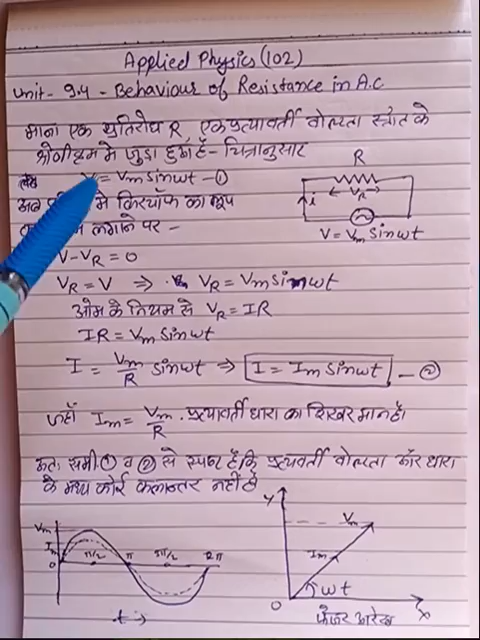 Applied Physics (102)
Unit- 9.4 - Behaviour of Resistance in A.C
माना एक प्रतिरोध R, एक प्रत्यावर्ती वोल्टता स्त्रोत के
श्रेणीक्रम में जुड़ा हुआ है - चित्रानुसार
V = Vm sinωt - ①
R
VR
i
V = Vm sinωt
अब में किरचॉफ का लूप
लगाने पर -
V - VR = 0
VR = V ⇒ VR = Vm sinωt
ओम के नियम से VR = IR
IR = Vm sinωt
I = Vm/R sinωt ⇒ I = Im sinωt - ②
जहाँ Im = Vm/R . प्रत्यावर्ती धारा का शिखर मान है।
अतः समी① व ② से स्पष्ट है कि प्रत्यवर्ती वोल्टता और धारा
के मध्य कोई कलान्तर नहीं है
Vm
Im
0 π/2 π 3π/2 2π
t →
Y
Vm
Im
ωt
O X
फेजर आरेख